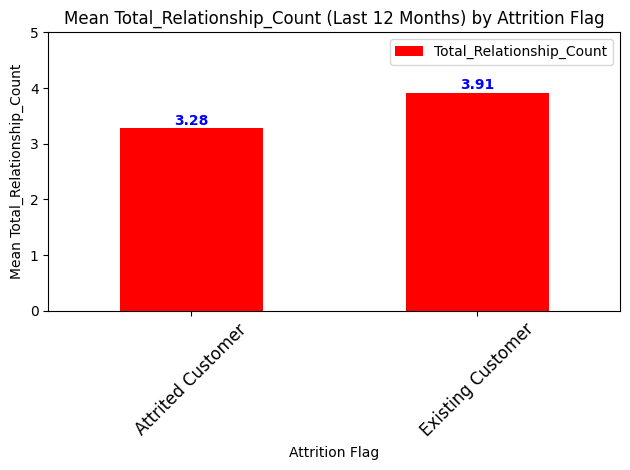 Mean Total_Relationship_Count (Last 12 Months) by Attrition Flag
Mean Total_Relationship_Count
5
4
3
2
1
0
Total_Relationship_Count
3.28
3.91
Attrited Customer
Existing Customer
Attrition Flag